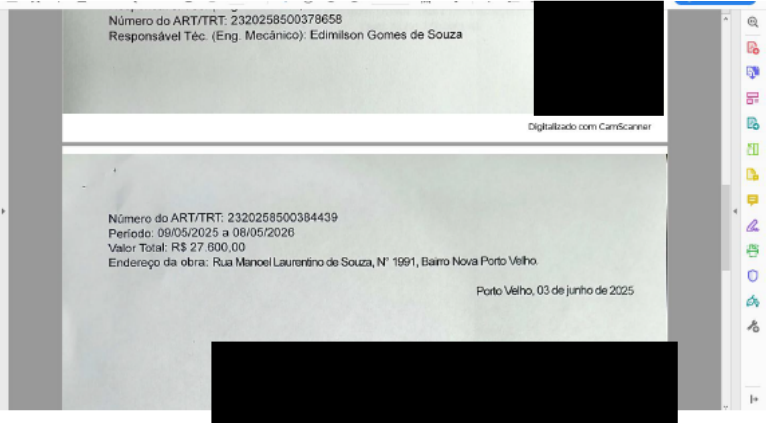 Número do ART/TRT: 2320258500378658
Responsável Téc. (Eng. Mecânico): Edimilson Gomes de Souza
Digitalizado com CamScanner
Número do ART/TRT: 2320258500384439
Período: 09/05/2025 a 08/05/2026
Valor Total: R$ 27.600,00
Endereço da obra: Rua Manoel Laurentino de Souza, N° 1991, Bairro Nova Porto Velho.
Porto Velho, 03 de junho de 2025